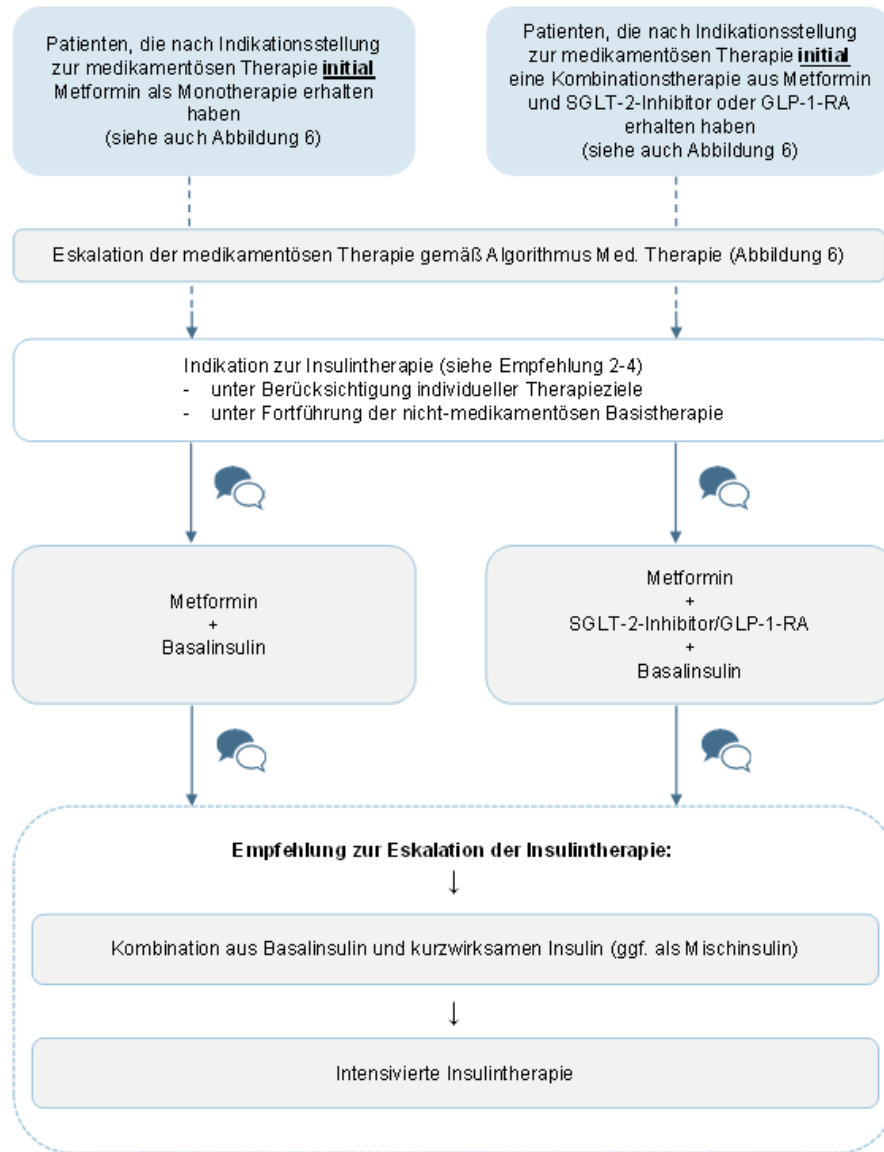 Patienten, die nach Indikationsstellung
zur medikamentösen Therapie initial
Metformin als Monotherapie erhalten
haben
(siehe auch Abbildung 6)
Patienten, die nach Indikationsstellung
zur medikamentösen Therapie initial
eine Kombinationstherapie aus Metformin
und SGLT-2-Inhibitor oder GLP-1-RA
erhalten haben
(siehe auch Abbildung 6)
Eskalation der medikamentösen Therapie gemäß Algorithmus Med. Therapie (Abbildung 6)
Indikation zur Insulintherapie (siehe Empfehlung 2-4)
- unter Berücksichtigung individueller Therapieziele
- unter Fortführung der nicht-medikamentösen Basistherapie
Metformin
+
Basalinsulin
Metformin
+
SGLT-2-Inhibitor/GLP-1-RA
+
Basalinsulin
Empfehlung zur Eskalation der Insulintherapie:
↓
Kombination aus Basalinsulin und kurzwirksamen Insulin (ggf. als Mischinsulin)
↓
Intensivierte Insulintherapie